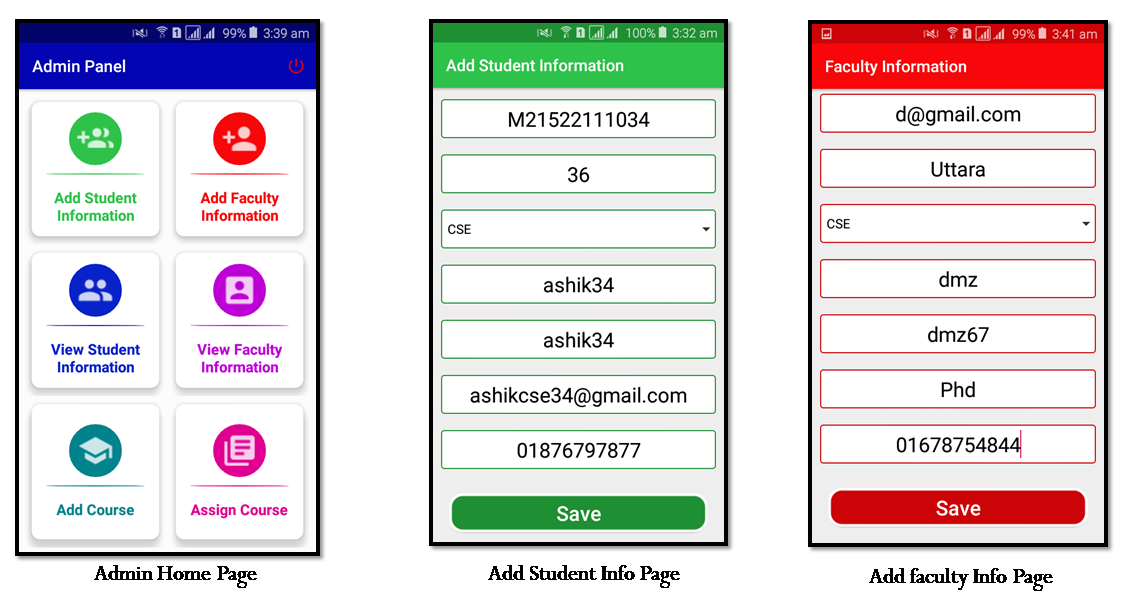 99% 3:39 am
Admin Panel
Add Student
Information
Add Faculty
Information
View Student
Information
View Faculty
Information
Add Course
Assign Course
Admin Home Page
1 100% 3:32 am
Add Student Information
M21522111034
36
CSE
ashik34
ashik34
ashikcse34@gmail.com
01876797877
Save
Add Student Info Page
1 99% 3:41 am
Faculty Information
d@gmail.com
Uttara
CSE
dmz
dmz67
Phd
01678754844
Save
Add faculty Info Page